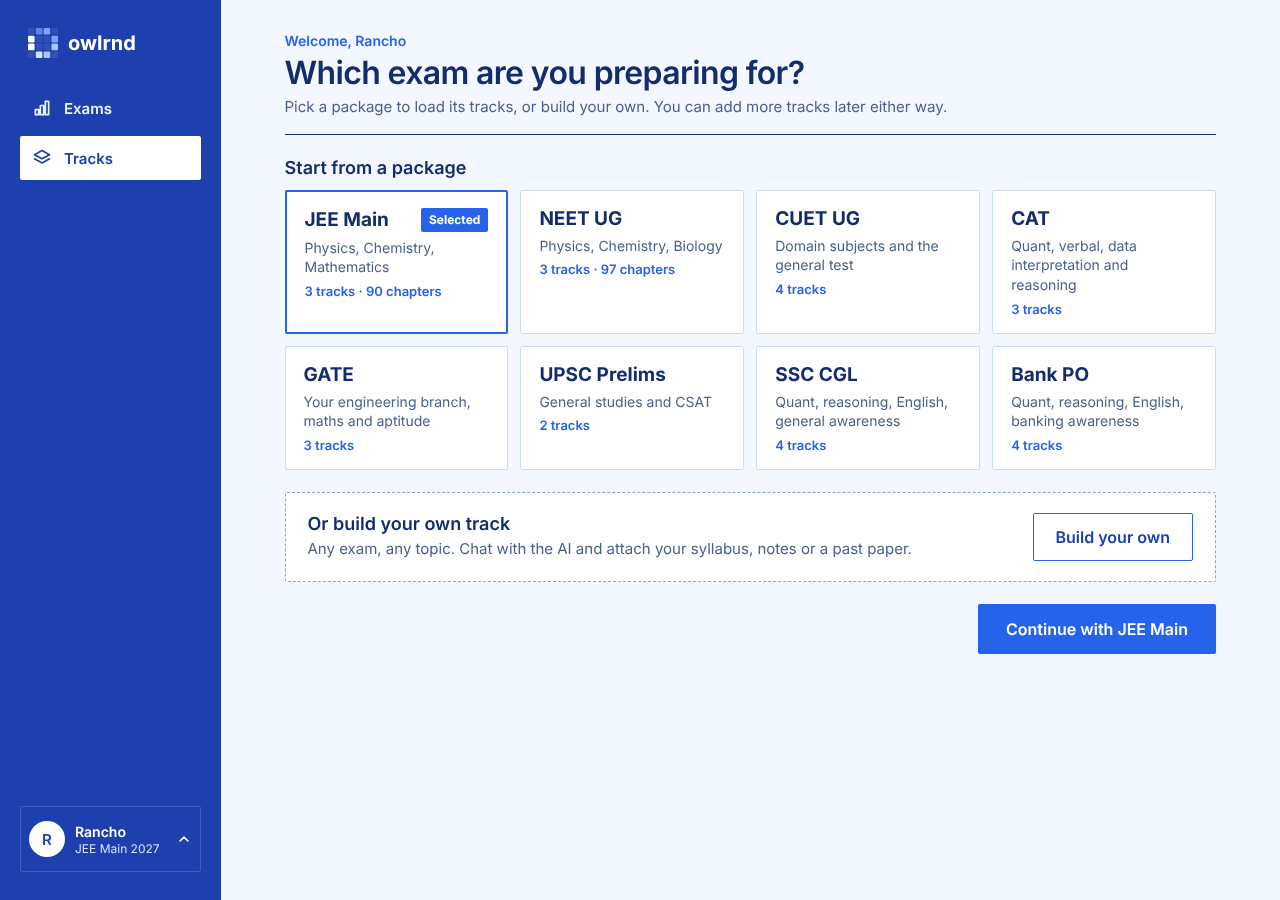 owlrnd
Exams
Tracks
Welcome, Rancho
Which exam are you preparing for?
Pick a package to load its tracks, or build your own. You can add more tracks later either way.
Start from a package
JEE Main
Selected
Physics, Chemistry,
Mathematics
3 tracks · 90 chapters
NEET UG
Physics, Chemistry, Biology
3 tracks · 97 chapters
CUET UG
Domain subjects and the
general test
4 tracks
CAT
Quant, verbal, data
interpretation and
reasoning
3 tracks
GATE
Your engineering branch,
maths and aptitude
3 tracks
UPSC Prelims
General studies and CSAT
2 tracks
SSC CGL
Quant, reasoning, English,
general awareness
4 tracks
Bank PO
Quant, reasoning, English,
banking awareness
4 tracks
Or build your own track
Any exam, any topic. Chat with the AI and attach your syllabus, notes or a past paper.
Build your own
Continue with JEE Main
R
Rancho
JEE Main 2027